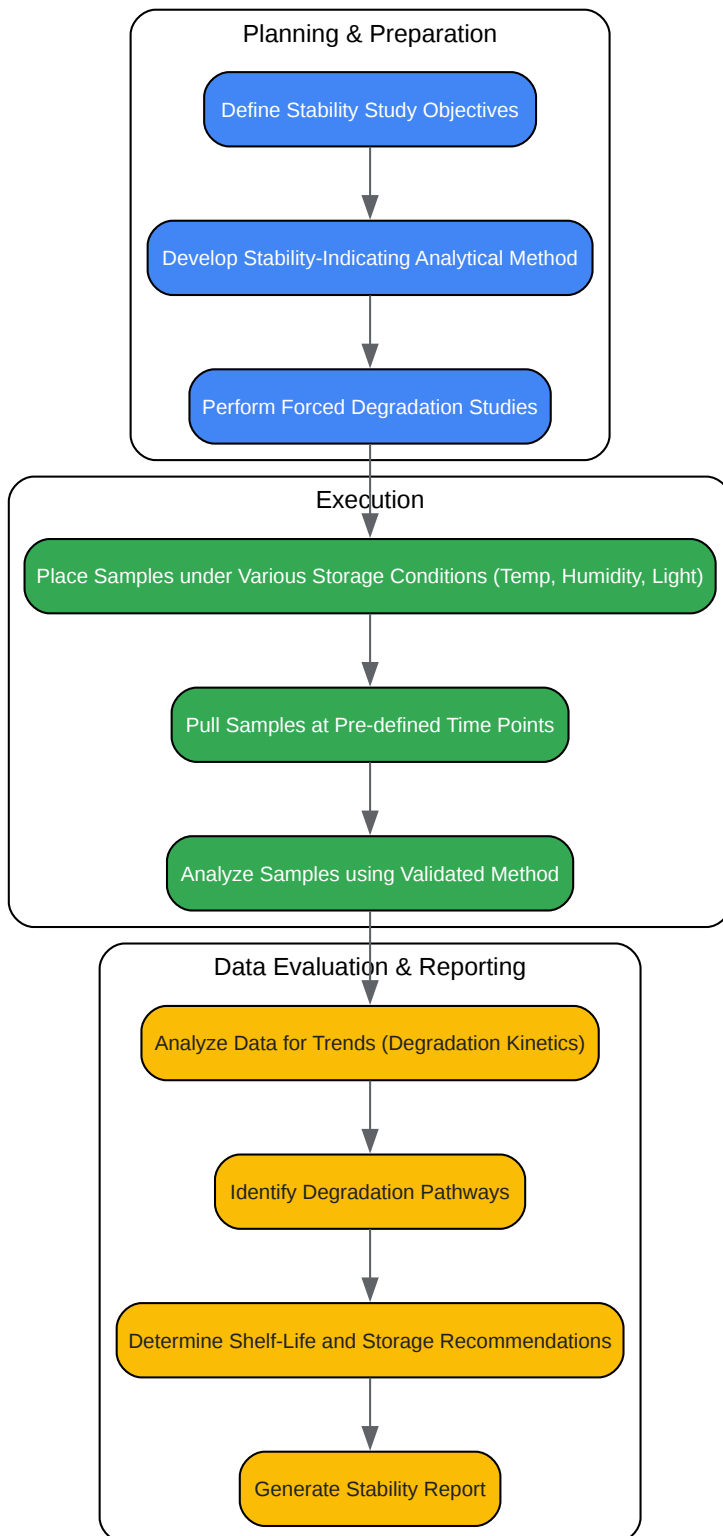 Planning & Preparation
Define Stability Study Objectives
Develop Stability-Indicating Analytical Method
Perform Forced Degradation Studies
Execution
Place Samples under Various Storage Conditions (Temp, Humidity, Light)
Pull Samples at Pre-defined Time Points
Analyze Samples using Validated Method
Data Evaluation & Reporting
Analyze Data for Trends (Degradation Kinetics)
Identify Degradation Pathways
Determine Shelf-Life and Storage Recommendations
Generate Stability Report